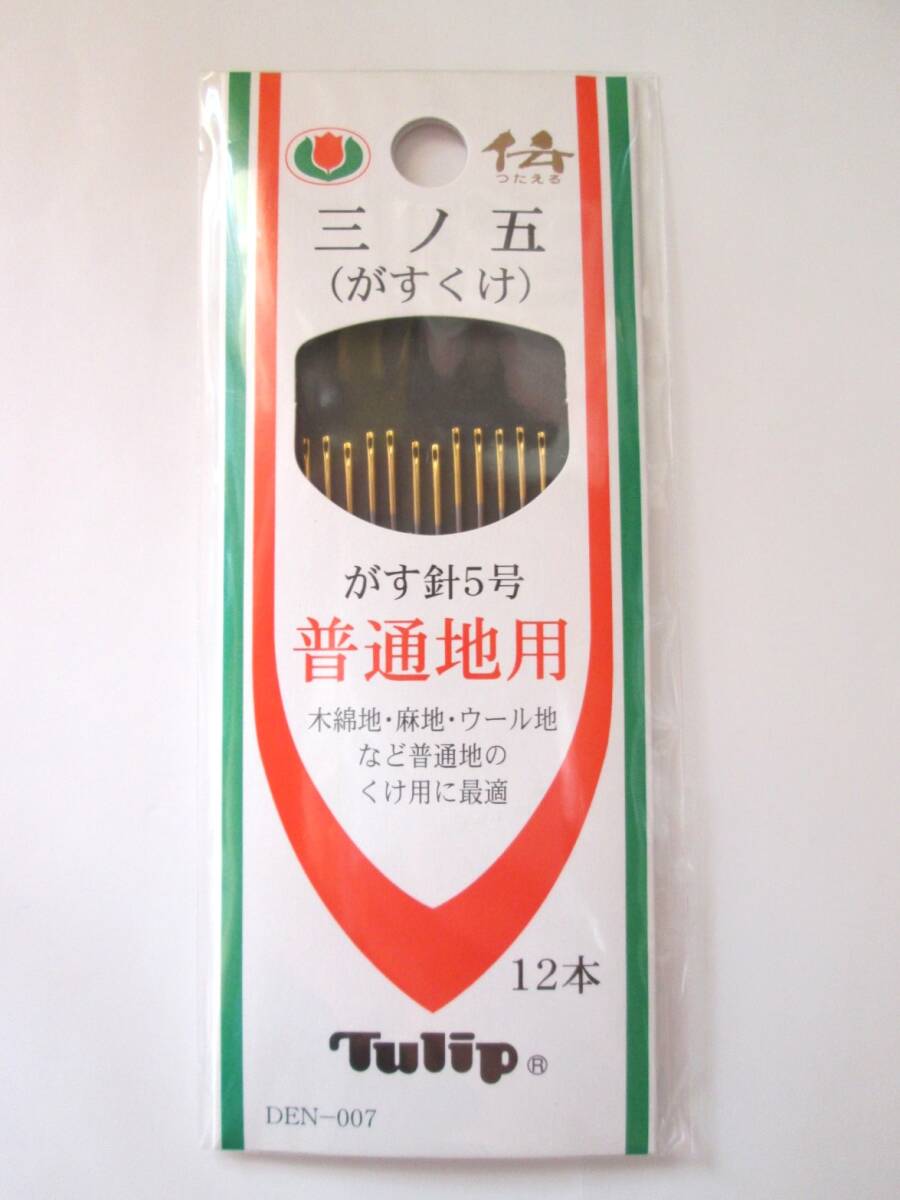 伝
つたえる
三ノ五
(がすくけ)
がす針5号
普通地用
木綿地・麻地・ウール地
など普通地の
くけ用に最適
12本
Tulip®
DEN-007